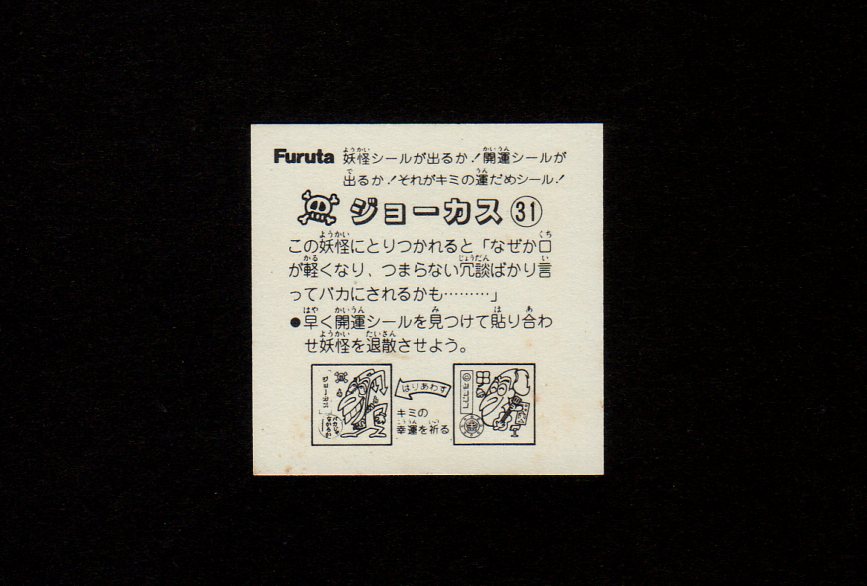 Furuta 妖怪シールが出るか！開運シールが
出るか！それがキミの運だめシール！
ジョーカス 31
この妖怪にとりつかれると「なぜか口
が軽くなり、つまらない冗談ばかり言
ってバカにされるかも………」
●早く開運シールを見つけて貼り合わ
せ妖怪を退散させよう。
はりあわす
キミの
幸運を祈る
ジョーカス